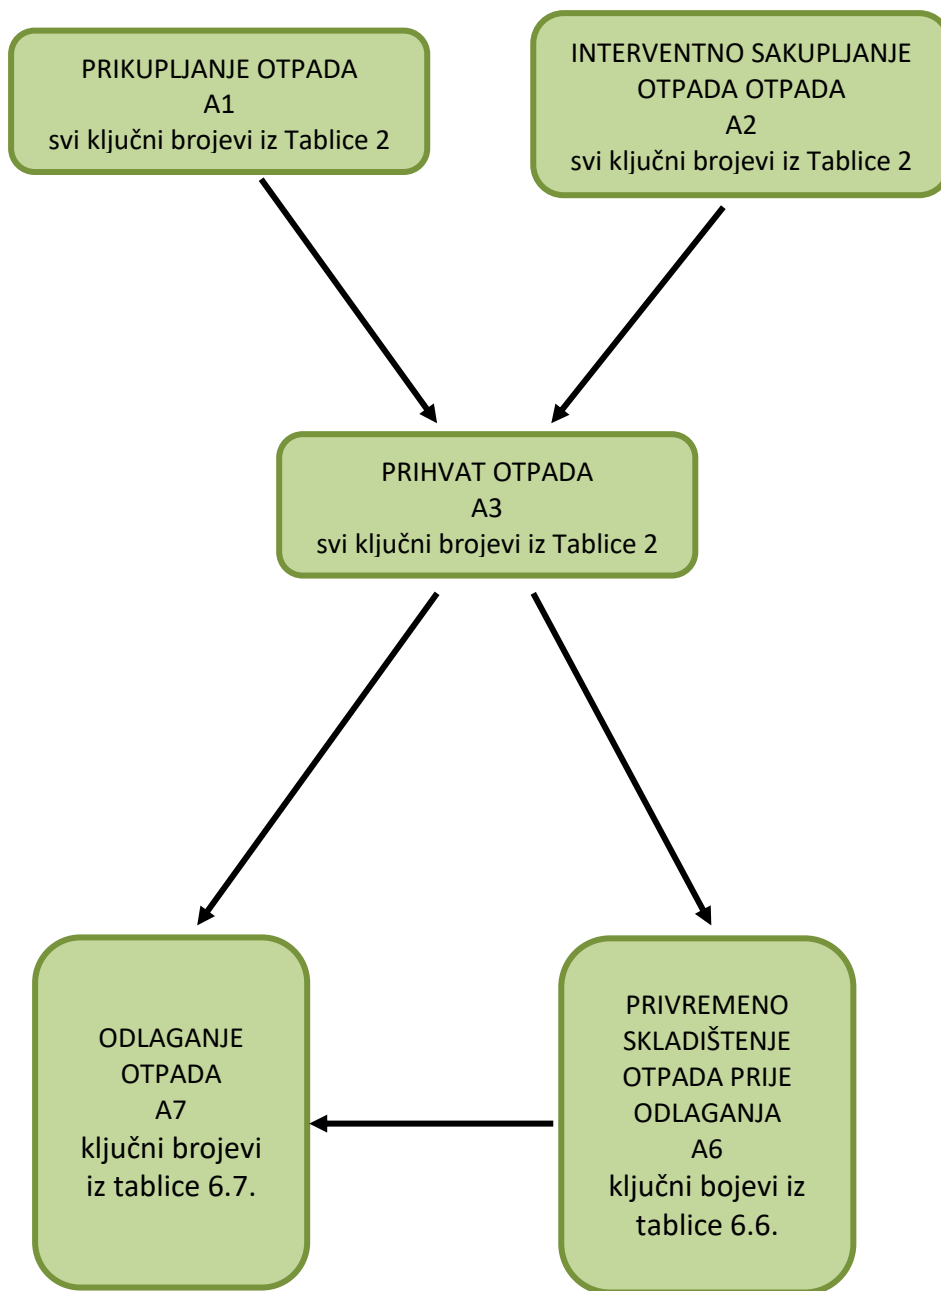 PRIKUPLJANJE OTPADA
A1
svi ključni brojevi iz Tablice 2
INTERVENTNO SAKUPLJANJE
OTPADA OTPADA
A2
svi ključni brojevi iz Tablice 2
PRIHVAT OTPADA
A3
svi ključni brojevi iz Tablice 2
ODLAGANJE
OTPADA
A7
ključni brojevi
iz tablice 6.7.
PRIVREMENO
SKLADIŠTENJE
OTPADA PRIJE
ODLAGANJA
A6
ključni bojevi iz
tablice 6.6.